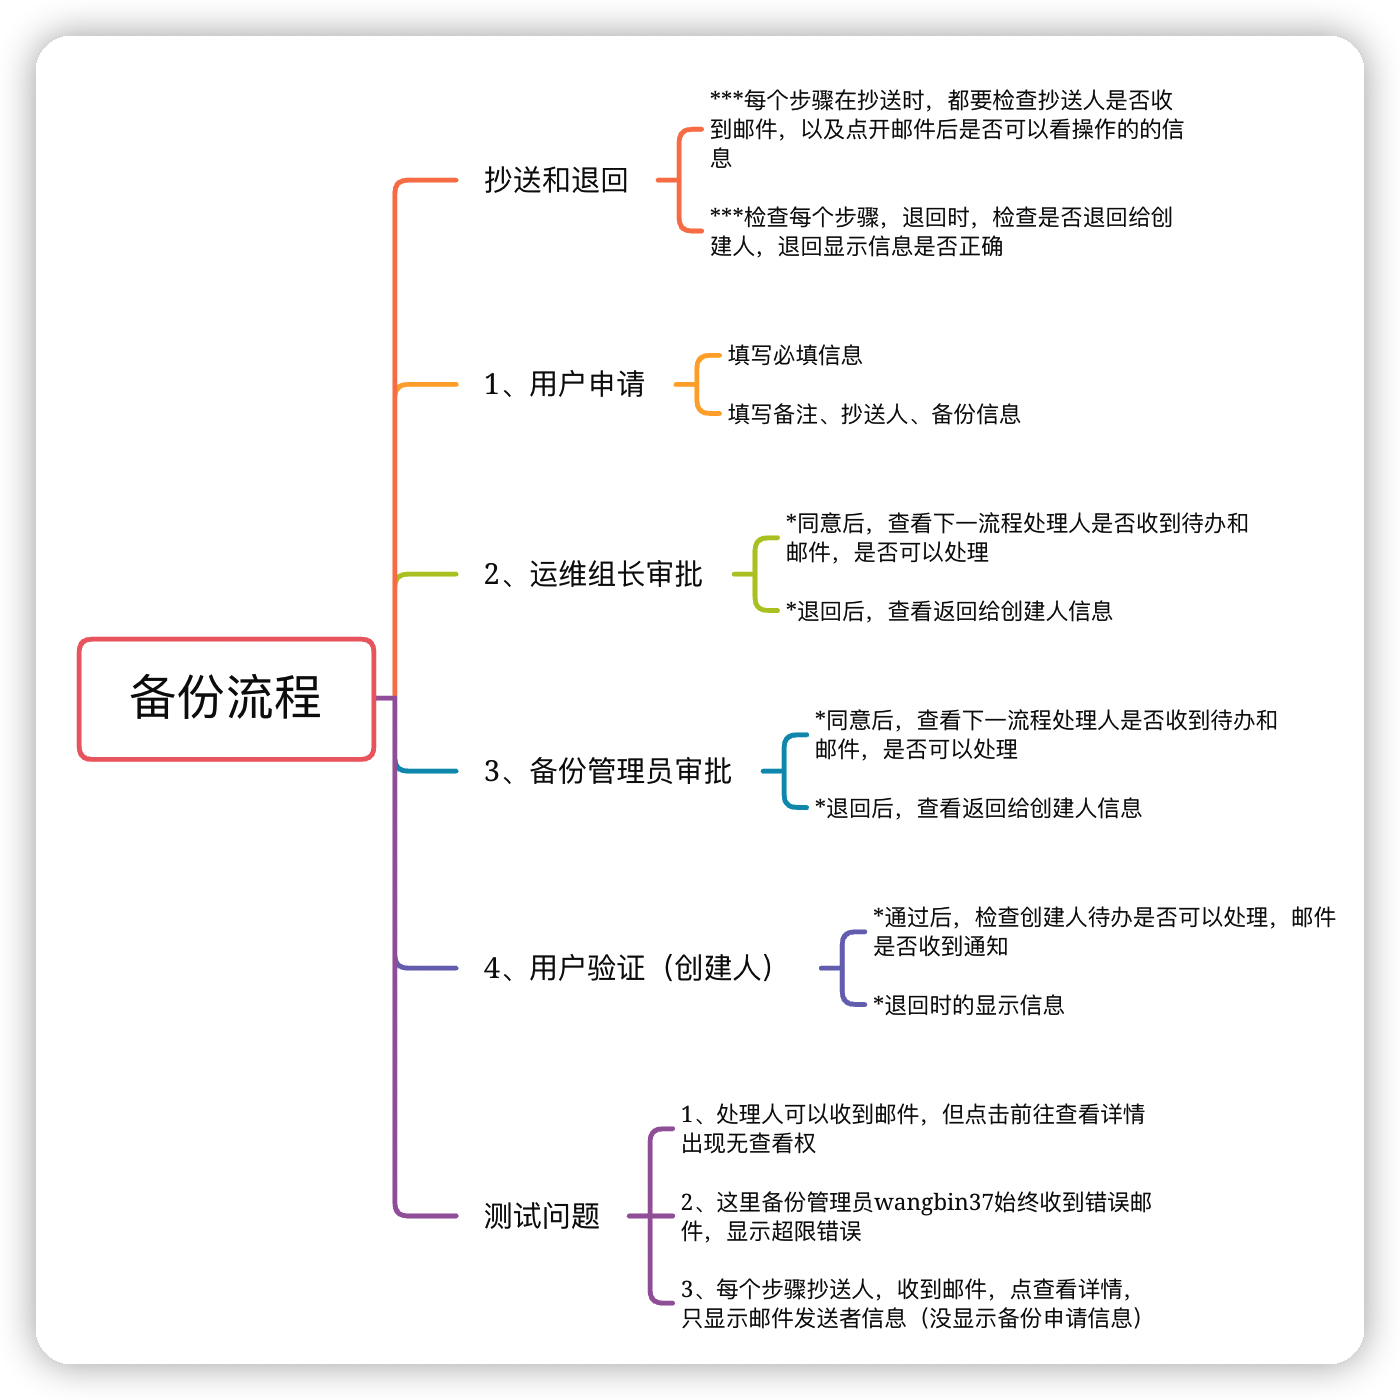 备份流程
抄送和退回
***每个步骤在抄送时，都要检查抄送人是否收
到邮件，以及点开邮件后是否可以看操作的的信
息
***检查每个步骤，退回时，检查是否退回给创
建人，退回显示信息是否正确
1、用户申请
填写必填信息
填写备注、抄送人、备份信息
2、运维组长审批
*同意后，查看下一流程处理人是否收到待办和
邮件，是否可以处理
*退回后，查看返回给创建人信息
3、备份管理员审批
*同意后，查看下一流程处理人是否收到待办和
邮件，是否可以处理
*退回后，查看返回给创建人信息
4、用户验证（创建人）
*通过后，检查创建人待办是否可以处理，邮件
是否收到通知
*退回时的显示信息
测试问题
1、处理人可以收到邮件，但点击前往查看详情
出现无查看权
2、这里备份管理员wangbin37始终收到错误邮
件，显示超限错误
3、每个步骤抄送人，收到邮件，点查看详情，
只显示邮件发送者信息（没显示备份申请信息）